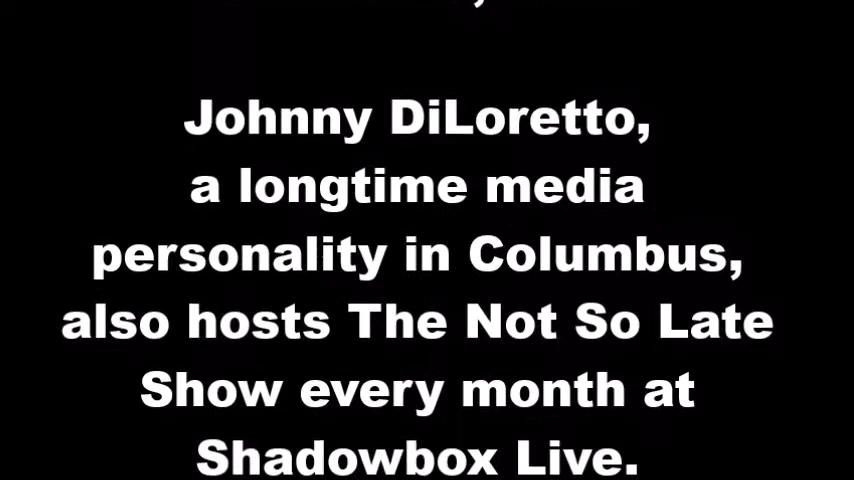 Johnny DiLoretto,
a longtime media
personality in Columbus,
also hosts The Not So Late
Show every month at
Shadowbox Live.